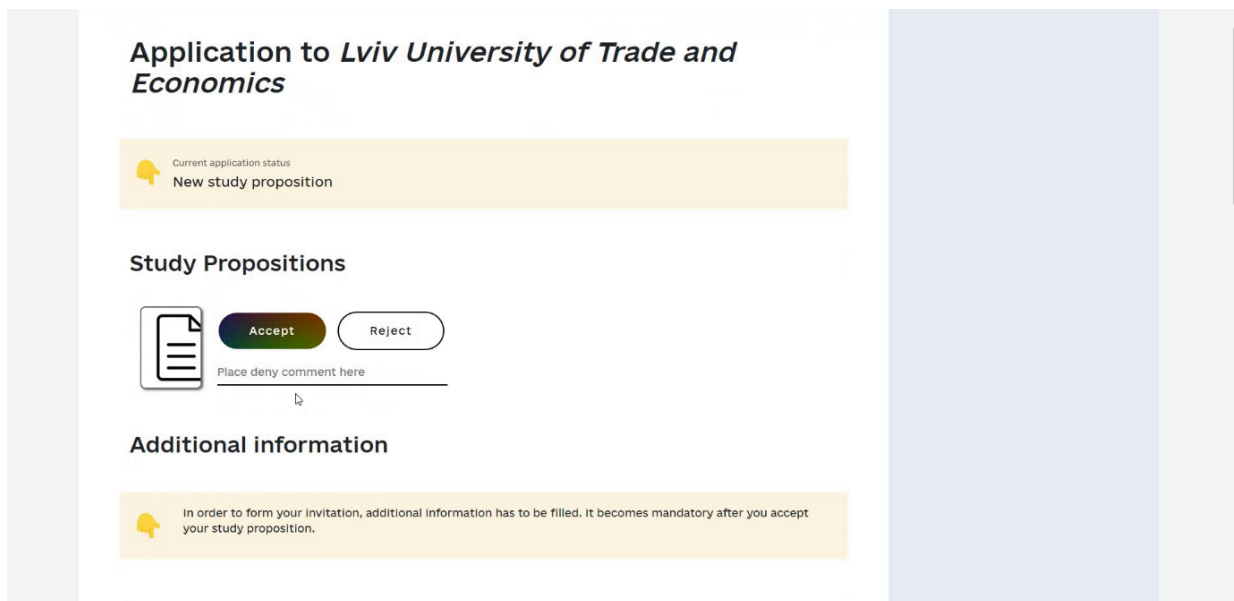 Application to Lviv University of Trade and
Economics
Current application status
New study proposition
Study Propositions
Accept
Reject
Place deny comment here
Additional information
In order to form your invitation, additional information has to be filled. It becomes mandatory after you accept
your study proposition.